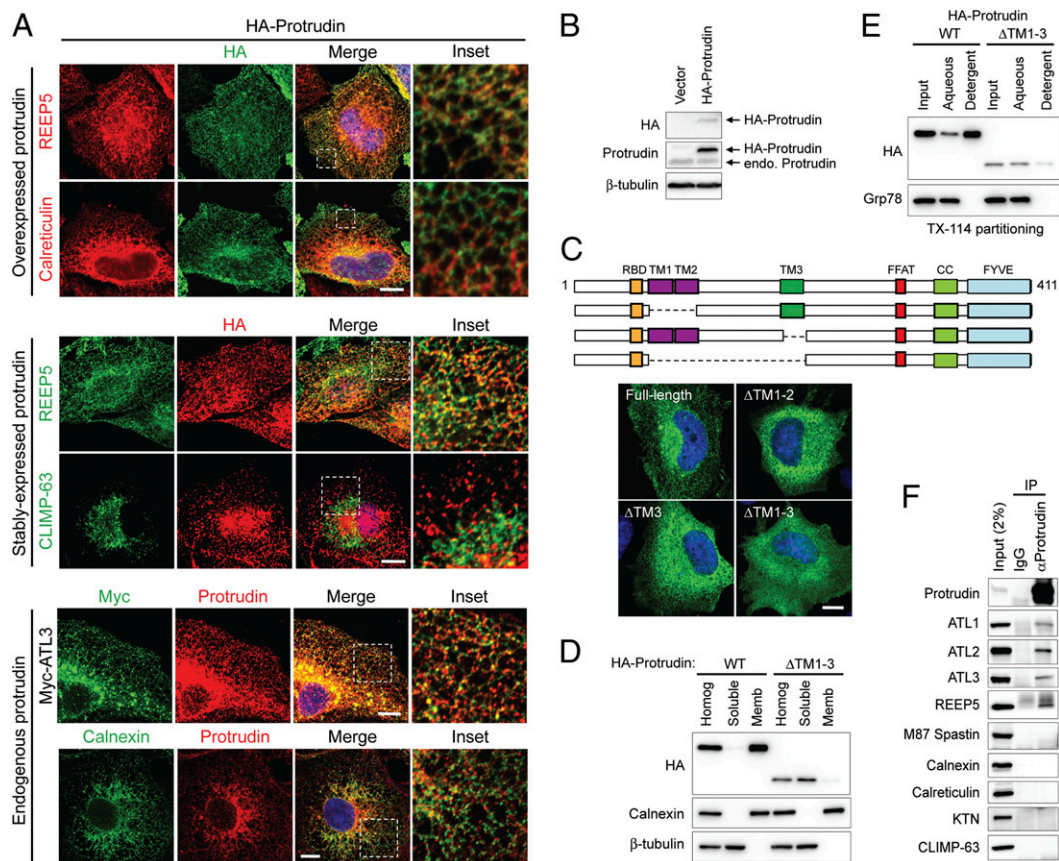 A
HA-Protrudin
HA Merge Inset
Overexpressed protrudin
REEP5
Calreticulin
HA Merge Inset
Stably-expressed protrudin
REEP5
CLIMP-63
Myc Protrudin Merge Inset
Endogenous protrudin
Myc-ATL3
Calnexin Protrudin Merge Inset
B
Vector
HA-Protrudin
HA
HA-Protrudin
Protrudin
HA-Protrudin
endo. Protrudin
β-tubulin
C
RBD TM1 TM2 TM3 FFAT CC FYVE
1 411
Full-length ΔTM1-2
ΔTM3 ΔTM1-3
D
HA-Protrudin: WT ΔTM1-3
Homog Soluble Memb Homog Soluble Memb
HA
Calnexin
β-tubulin
E
HA-Protrudin
WT ΔTM1-3
Input Aqueous Detergent Input Aqueous Detergent
HA
Grp78
TX-114 partitioning
F
IP
Input (2%) IgG αProtrudin
Protrudin
ATL1
ATL2
ATL3
REEP5
M87 Spastin
Calnexin
Calreticulin
KTN
CLIMP-63